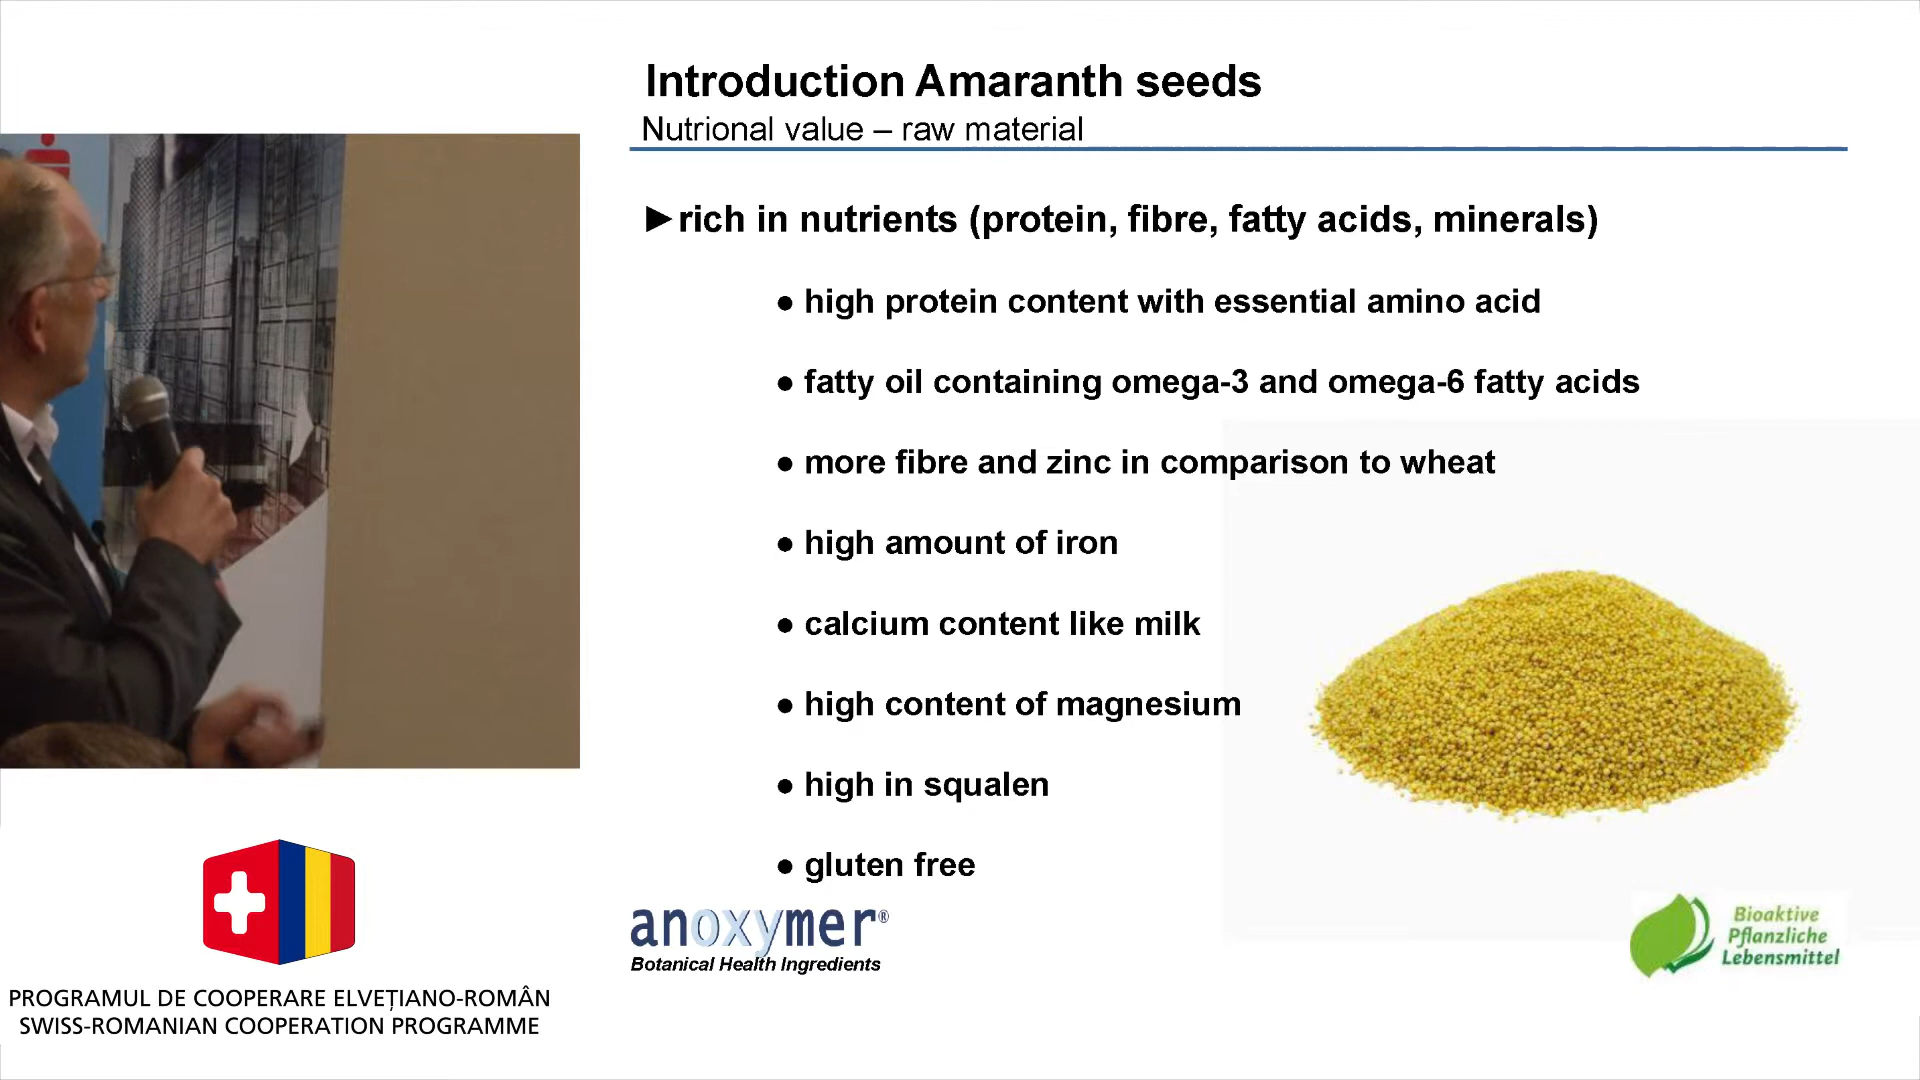 Introduction Amaranth seeds
Nutrional value – raw material
►rich in nutrients (protein, fibre, fatty acids, minerals)
● high protein content with essential amino acid
● fatty oil containing omega-3 and omega-6 fatty acids
● more fibre and zinc in comparison to wheat
● high amount of iron
● calcium content like milk
● high content of magnesium
● high in squalen
● gluten free
anoxymer®
Botanical Health Ingredients
Bioaktive
Pflanzliche
Lebensmittel
PROGRAMUL DE COOPERARE ELVEȚIANO-ROMÂN
SWISS-ROMANIAN COOPERATION PROGRAMME